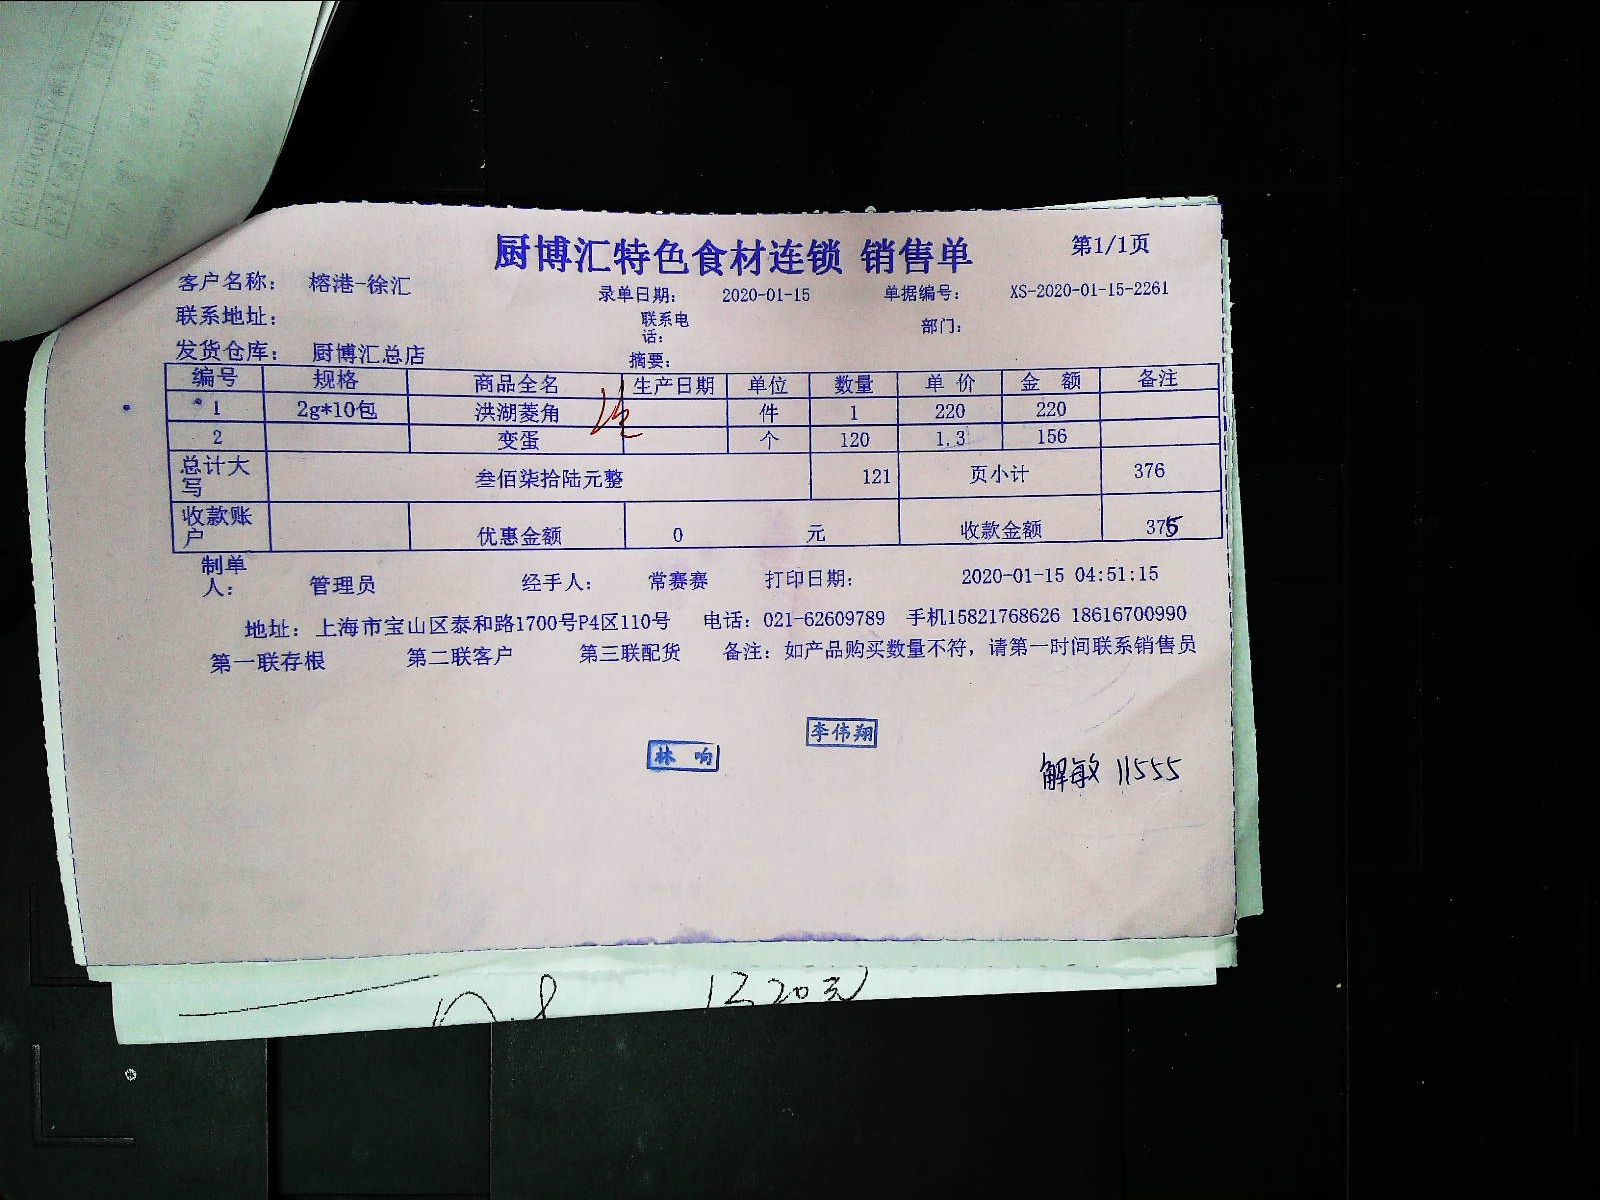 厨博汇特色食材连锁 销售单 第1/1页
客户名称: 榕港-徐汇 录单日期: 2020-01-15 单据编号: XS-2020-01-15-2261
联系地址: 联系电话: 部门:
发货仓库: 厨博汇总店 摘要:
编号 规格 商品全名 生产日期 单位 数量 单价 金额 备注
1 2g*10包 洪湖菱角 件 1 220 220
2 变蛋 个 120 1.3 156
总计大写 叁佰柒拾陆元整 121 页小计 376
收款账户 优惠金额 0 元 收款金额 375
制单人: 管理员 经手人: 常赛赛 打印日期: 2020-01-15 04:51:15
地址: 上海市宝山区泰和路1700号P4区110号 电话: 021-62609789 手机15821768626 18616700990
第一联存根 第二联客户 第三联配货 备注: 如产品购买数量不符, 请第一时间联系销售员
李伟翔
林响
解敏 11555